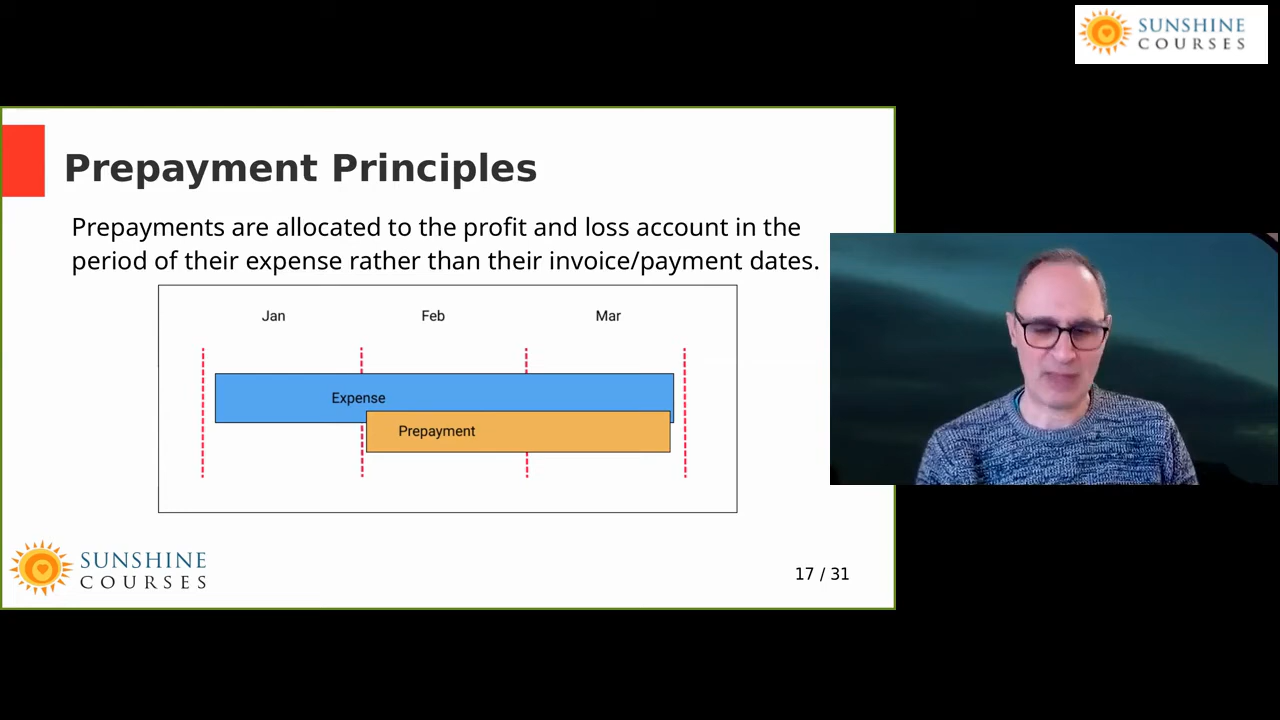 SUNSHINE
COURSES
Prepayment Principles
Prepayments are allocated to the profit and loss account in the
period of their expense rather than their invoice/payment dates.
Jan Feb Mar
Expense
Prepayment
SUNSHINE
COURSES
17 / 31